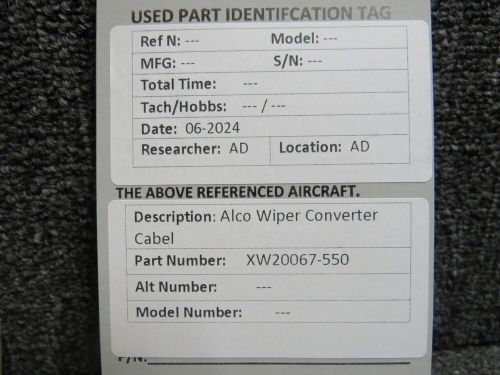 USED PART IDENTIFCATION TAG
Ref N: --- Model: ---
MFG: --- S/N: ---
Total Time: ---
Tach/Hobbs: --- / ---
Date: 06-2024
Researcher: AD Location: AD
THE ABOVE REFERENCED AIRCRAFT.
Description: Alco Wiper Converter
Cabel
Part Number: XW20067-550
Alt Number: ---
Model Number: ---
P/N: